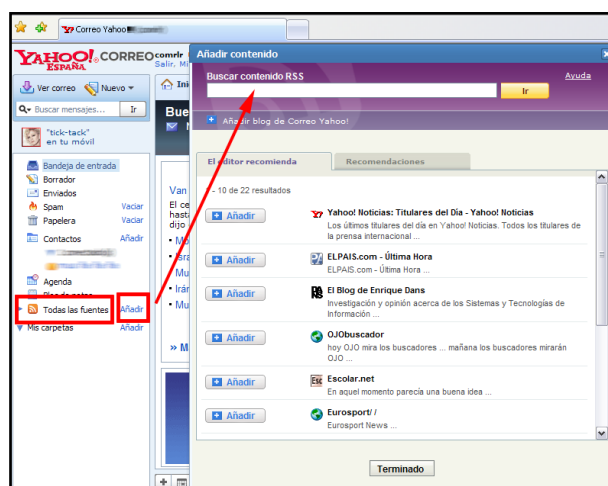 Correo Yahoo
YAHOO! CORREO
ESPAÑA
Ver correo Nuevo
Buscar mensajes... Ir
"tick-tack"
en tu móvil
Bandeja de entrada
Borrador
Enviados
Spam Vaciar
Papelera Vaciar
Contactos Añadir
Agenda
Todas las fuentes Añadir
Mis carpetas Añadir
Salir, Mi
Ini
Bue
Van
El ce
hast
dijo
Mo
Isra
Mu
Irár
Mu
» M
Añadir contenido
Buscar contenido RSS Ayuda
Ir
Añadir blog de Correo Yahoo!
El editor recomienda Recomendaciones
- 10 de 22 resultados
Añadir Yahoo! Noticias: Titulares del Día - Yahoo! Noticias
Los últimos titulares del día en Yahoo! Noticias. Todos los titulares de
la prensa internacional ...
Añadir ELPAIS.com - Última Hora
ELPAIS.com - Última Hora ...
Añadir El Blog de Enrique Dans
Investigación y opinión acerca de los Sistemas y Tecnologías de
Información ...
Añadir OJObuscador
hoy OJO mira los buscadores ... mañana los buscadores mirarán
OJO ...
Añadir Esc Escolar.net
En aquel momento parecía una buena idea ...
Añadir Eurosport/ /
Eurosport News ...
Terminado